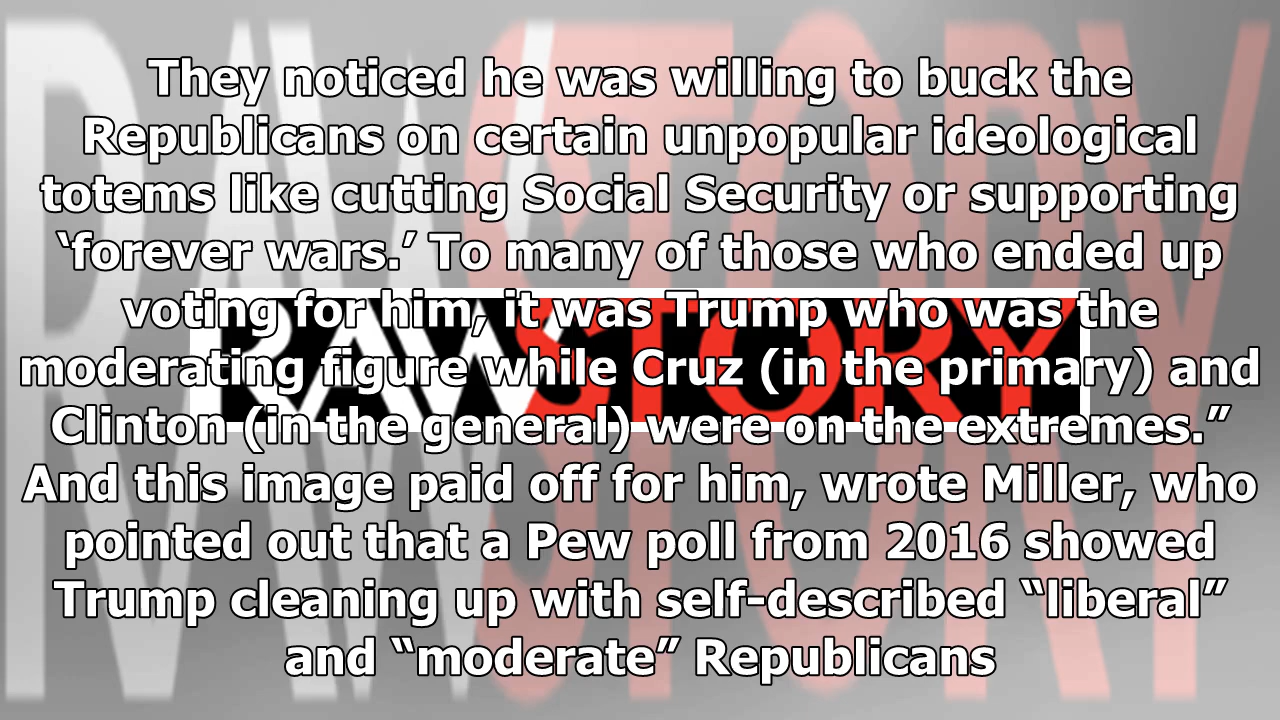 They noticed he was willing to buck the
Republicans on certain unpopular ideological
totems like cutting Social Security or supporting
‘forever wars.’ To many of those who ended up
voting for him, it was Trump who was the
moderating figure while Cruz (in the primary) and
Clinton (in the general) were on the extremes.”
And this image paid off for him, wrote Miller, who
pointed out that a Pew poll from 2016 showed
Trump cleaning up with self-described “liberal”
and “moderate” Republicans
RAWSTORY
RAWSTORY